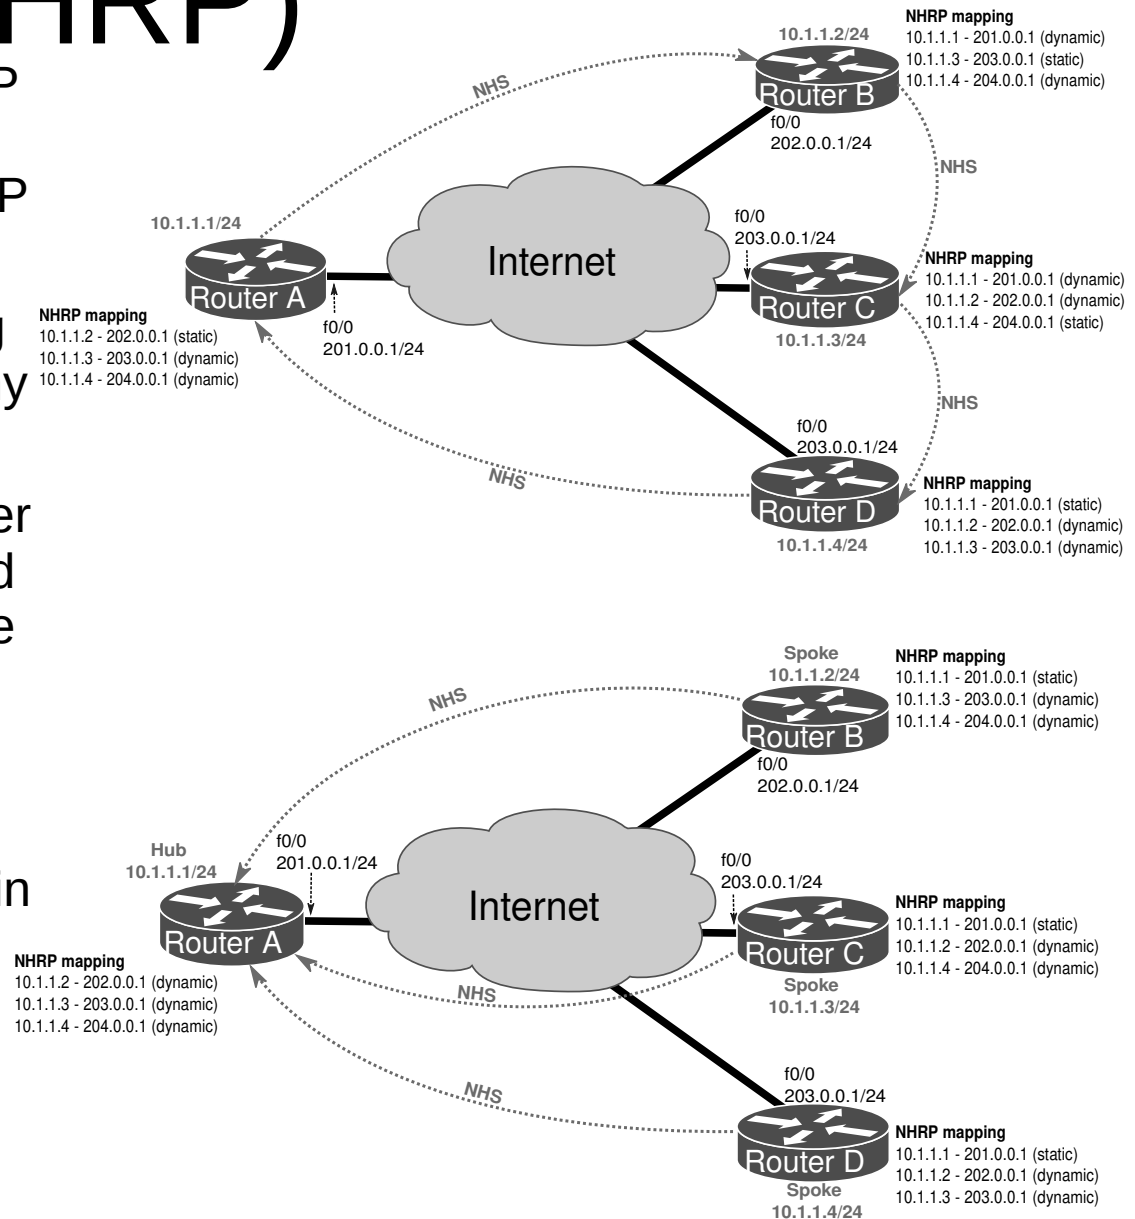 HRP)
P
P
g
y
er
d
e
in
10.1.1.2/24
NHRP mapping
10.1.1.1 - 201.0.0.1 (dynamic)
10.1.1.3 - 203.0.0.1 (static)
10.1.1.4 - 204.0.0.1 (dynamic)
NHS
Router B
f0/0
202.0.0.1/24
NHS
10.1.1.1/24
f0/0
203.0.0.1/24
Internet
Router A
Router C
10.1.1.3/24
NHRP mapping
10.1.1.1 - 201.0.0.1 (dynamic)
10.1.1.2 - 202.0.0.1 (dynamic)
10.1.1.4 - 204.0.0.1 (static)
NHRP mapping
10.1.1.2 - 202.0.0.1 (static)
10.1.1.3 - 203.0.0.1 (dynamic)
10.1.1.4 - 204.0.0.1 (dynamic)
f0/0
201.0.0.1/24
NHS
f0/0
203.0.0.1/24
NHS
Router D
10.1.1.4/24
NHRP mapping
10.1.1.1 - 201.0.0.1 (static)
10.1.1.2 - 202.0.0.1 (dynamic)
10.1.1.3 - 203.0.0.1 (dynamic)
Spoke
10.1.1.2/24
NHRP mapping
10.1.1.1 - 201.0.0.1 (static)
10.1.1.3 - 203.0.0.1 (dynamic)
10.1.1.4 - 204.0.0.1 (dynamic)
NHS
Router B
f0/0
202.0.0.1/24
Hub
10.1.1.1/24
f0/0
201.0.0.1/24
f0/0
203.0.0.1/24
Internet
Router A
Router C
Spoke
10.1.1.3/24
NHRP mapping
10.1.1.1 - 201.0.0.1 (static)
10.1.1.2 - 202.0.0.1 (dynamic)
10.1.1.4 - 204.0.0.1 (dynamic)
NHRP mapping
10.1.1.2 - 202.0.0.1 (dynamic)
10.1.1.3 - 203.0.0.1 (dynamic)
10.1.1.4 - 204.0.0.1 (dynamic)
NHS
NHS
f0/0
203.0.0.1/24
Router D
Spoke
10.1.1.4/24
NHRP mapping
10.1.1.1 - 201.0.0.1 (static)
10.1.1.2 - 202.0.0.1 (dynamic)
10.1.1.3 - 203.0.0.1 (dynamic)